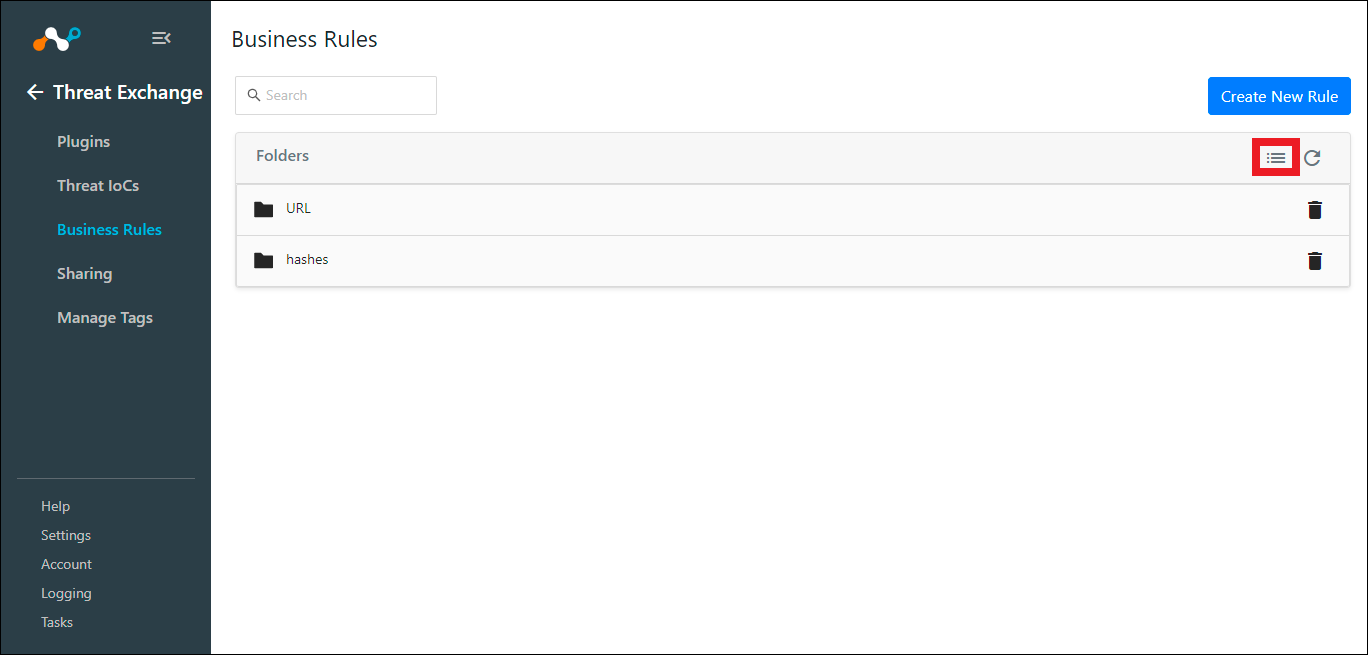 Threat Exchange
Plugins
Threat IoCs
Business Rules
Sharing
Manage Tags
Help
Settings
Account
Logging
Tasks
Business Rules
Search
Create New Rule
Folders
URL
hashes